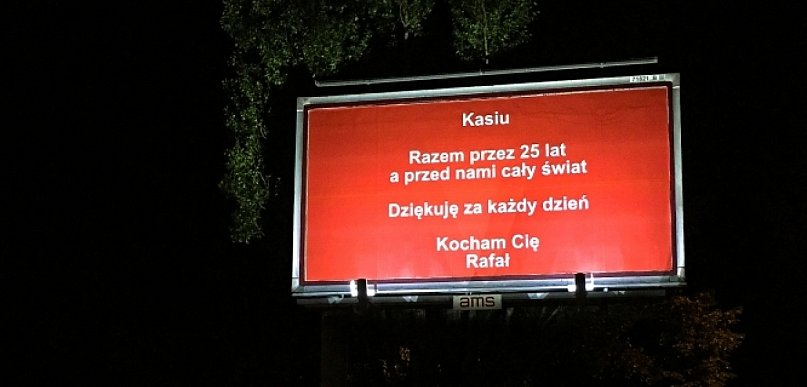 Kasiu
Razem przez 25 lat
a przed nami cały świat
Dziękuję za każdy dzień
Kocham Cię
Rafał
ams